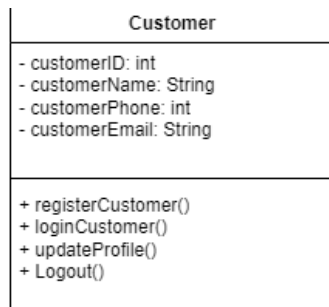 Customer
- customerID: int
- customerName: String
- customerPhone: int
- customerEmail: String
+ registerCustomer()
+ loginCustomer()
+ updateProfile()
+ Logout()